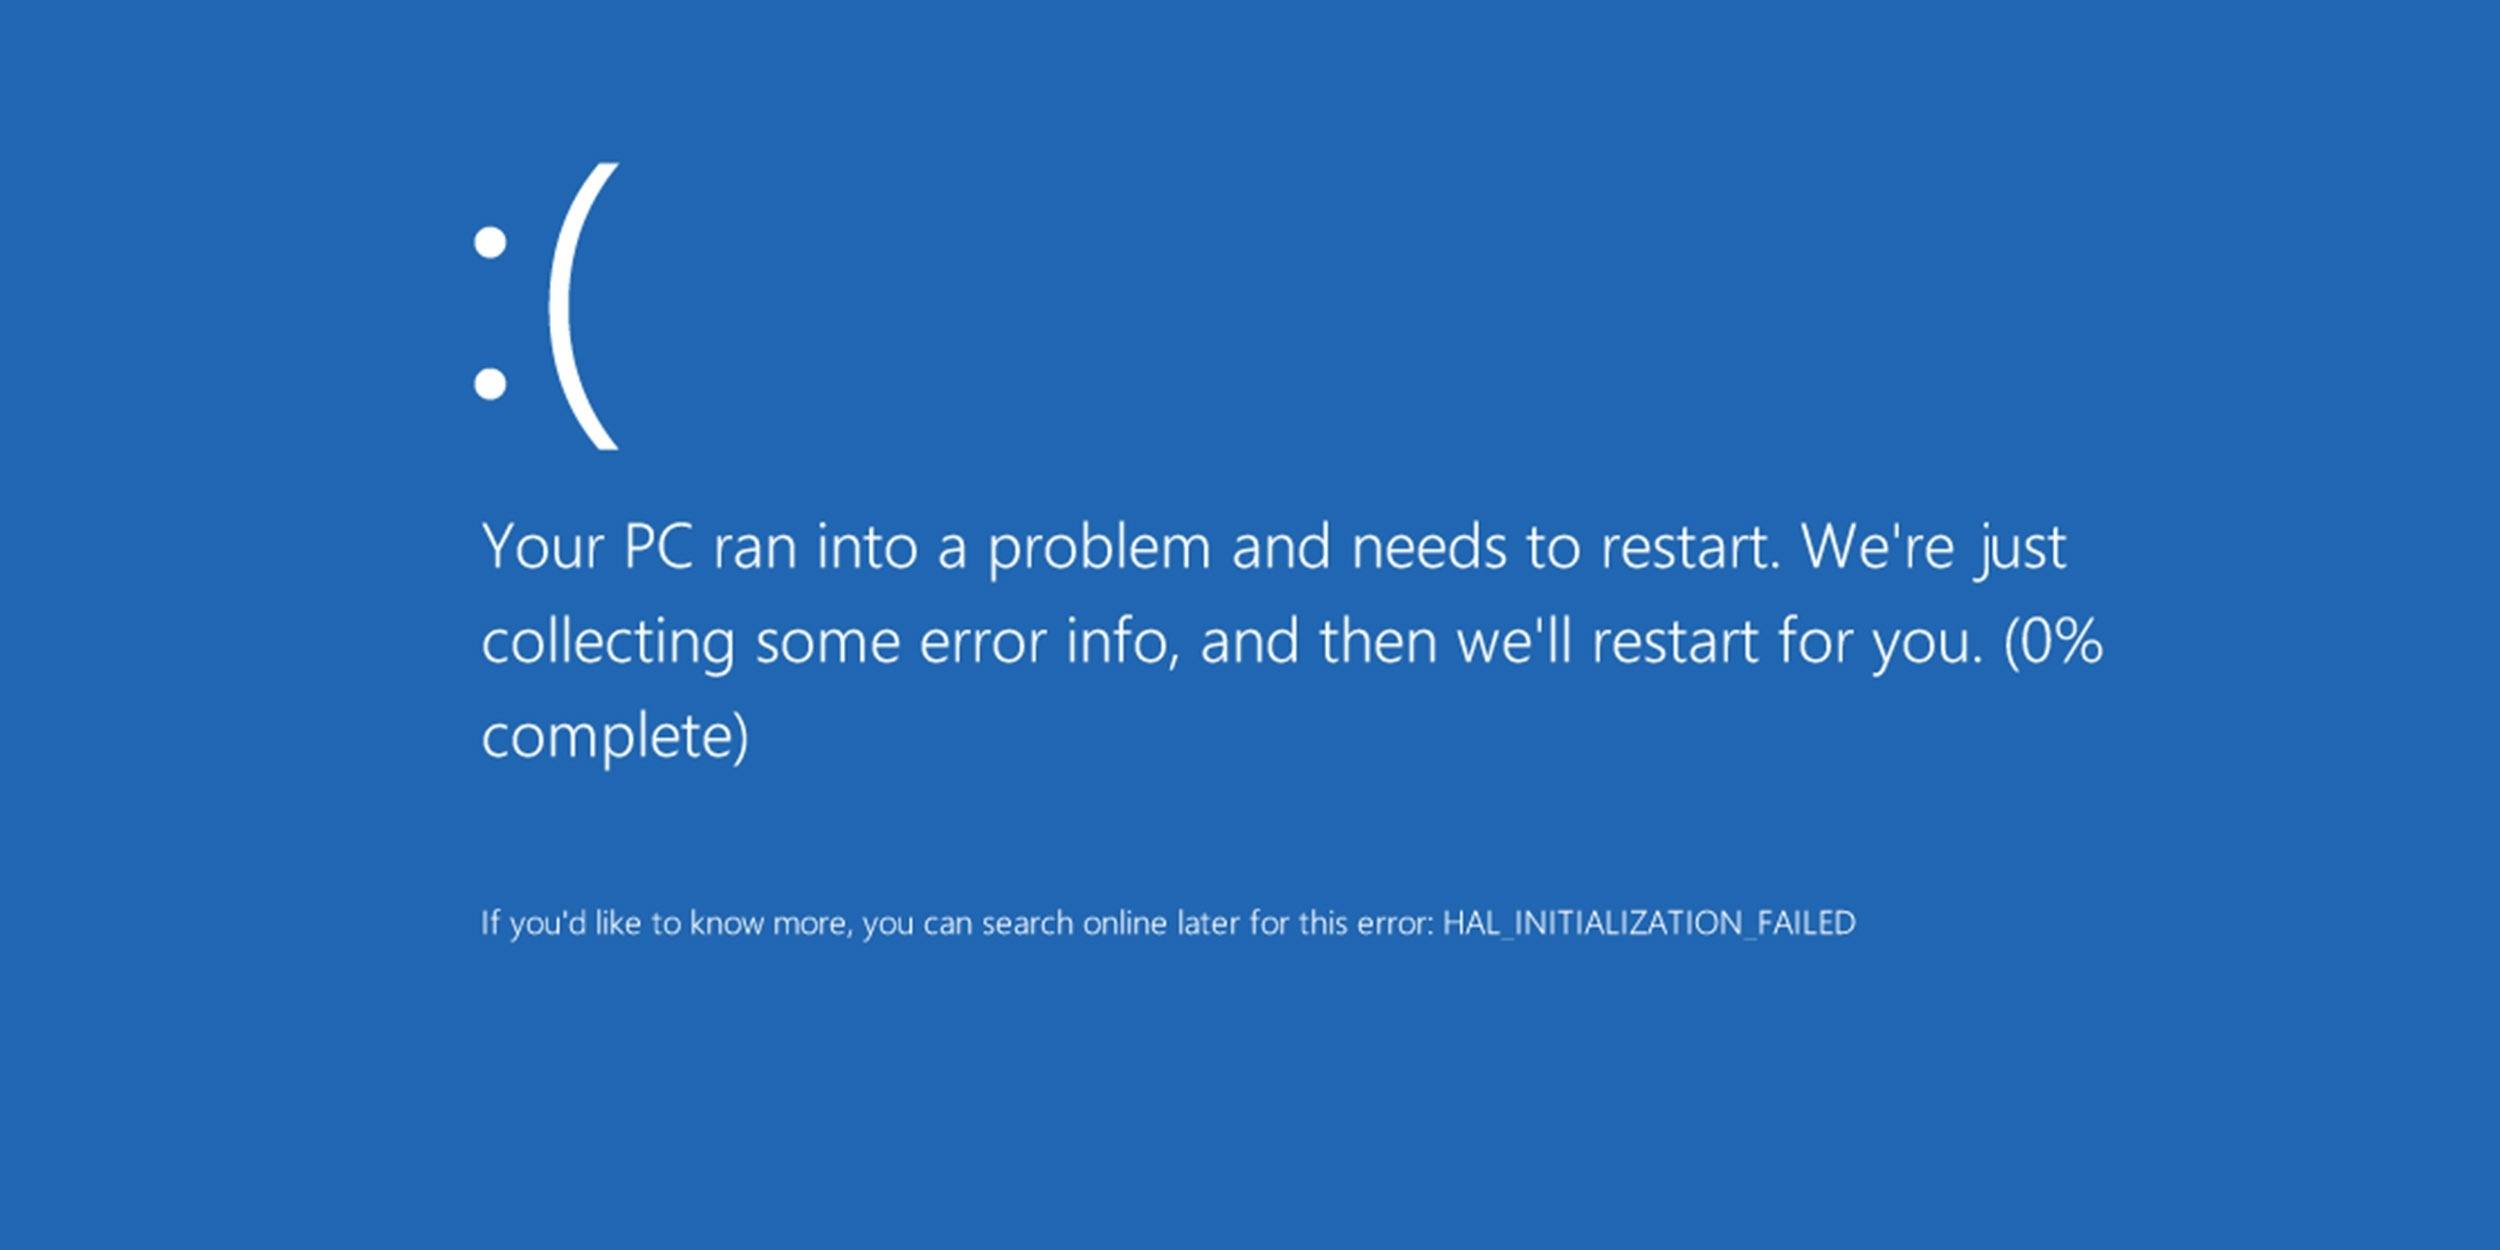 :(
Your PC ran into a problem and needs to restart. We're just
collecting some error info, and then we'll restart for you. (0%
complete)
If you'd like to know more, you can search online later for this error: HAL_INITIALIZATION_FAILED